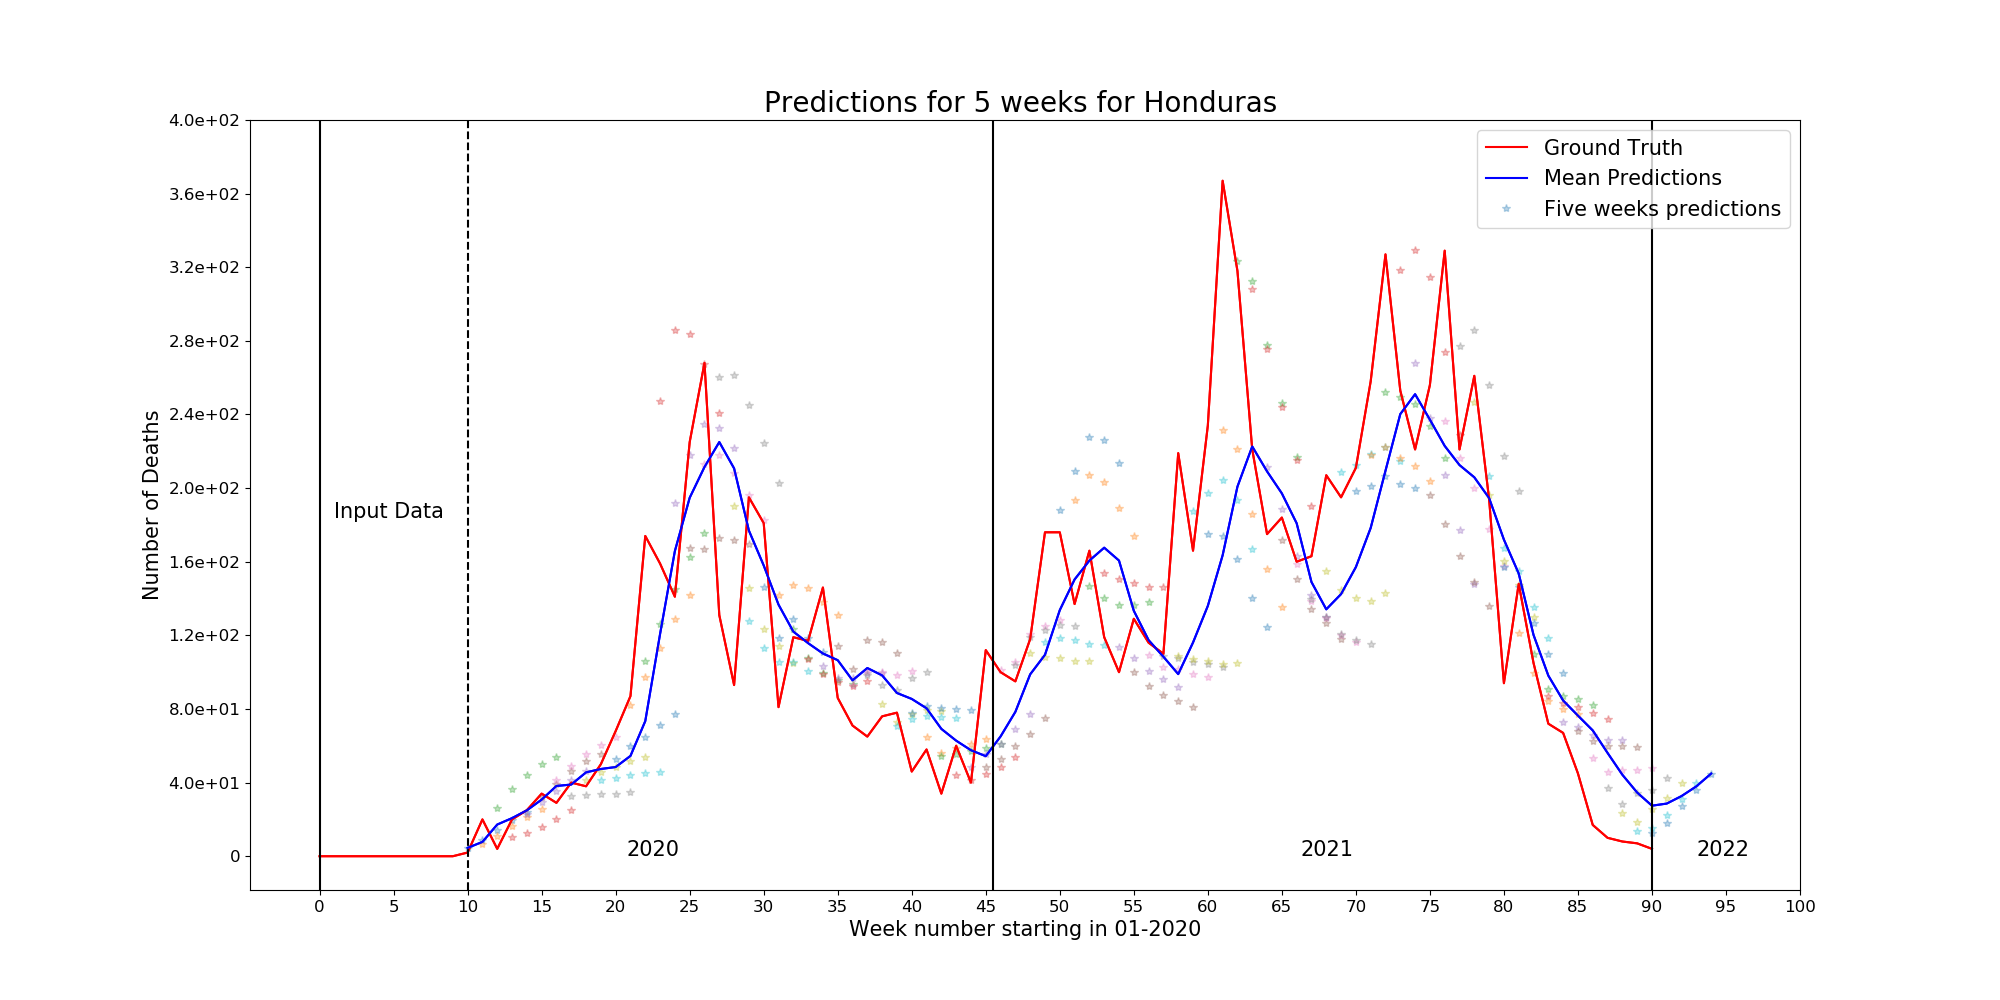 Predictions for 5 weeks for Honduras
4.0e+02
3.6e+02
3.2e+02
2.8e+02
2.4e+02
2.0e+02
1.6e+02
1.2e+02
8.0e+01
4.0e+01
0
Number of Deaths
Ground Truth
Mean Predictions
Five weeks predictions
Input Data
2020
2021
2022
0 5 10 15 20 25 30 35 40 45 50 55 60 65 70 75 80 85 90 95 100
Week number starting in 01-2020